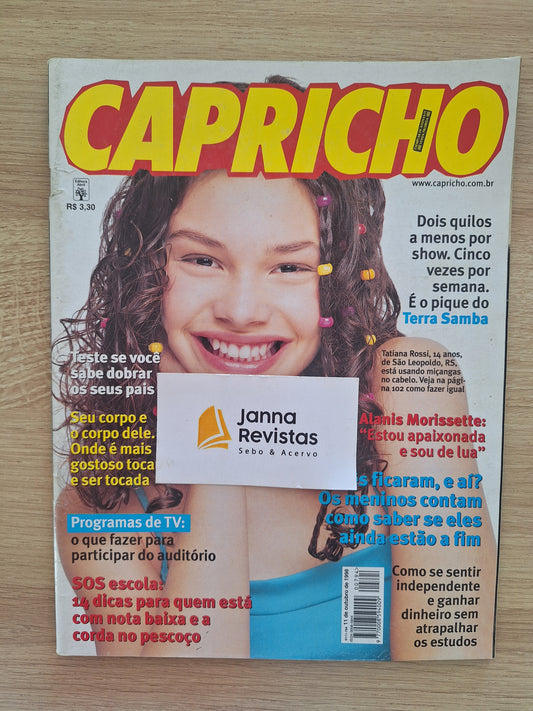 CAPRICHO
www.capricho.com.br
Editora
Abril
R$ 3,30
Dois quilos
a menos por
show. Cinco
vezes por
semana.
É o pique do
Terra Samba
Tatiana Rossi, 14 anos,
de São Leopoldo, RS,
está usando miçangas
no cabelo. Veja na pági-
na 102 como fazer igual
Teste se você
sabe dobrar
os seus pais
Janna
Revistas
Sebo & Acervo
Seu corpo e
o corpo dele.
Onde é mais
gostoso toca
e ser tocada
Alanis Morissette:
“Estou apaixonada
e sou de lua”
s ficaram, e aí?
Os meninos contam
como saber se eles
ainda estão a fim
Programas de TV:
o que fazer para
participar do auditório
SOS escola:
14 dicas para quem está
com nota baixa e a
corda no pescoço
11 de outubro de 1998
Como se sentir
independente
e ganhar
dinheiro sem
atrapalhar
os estudos